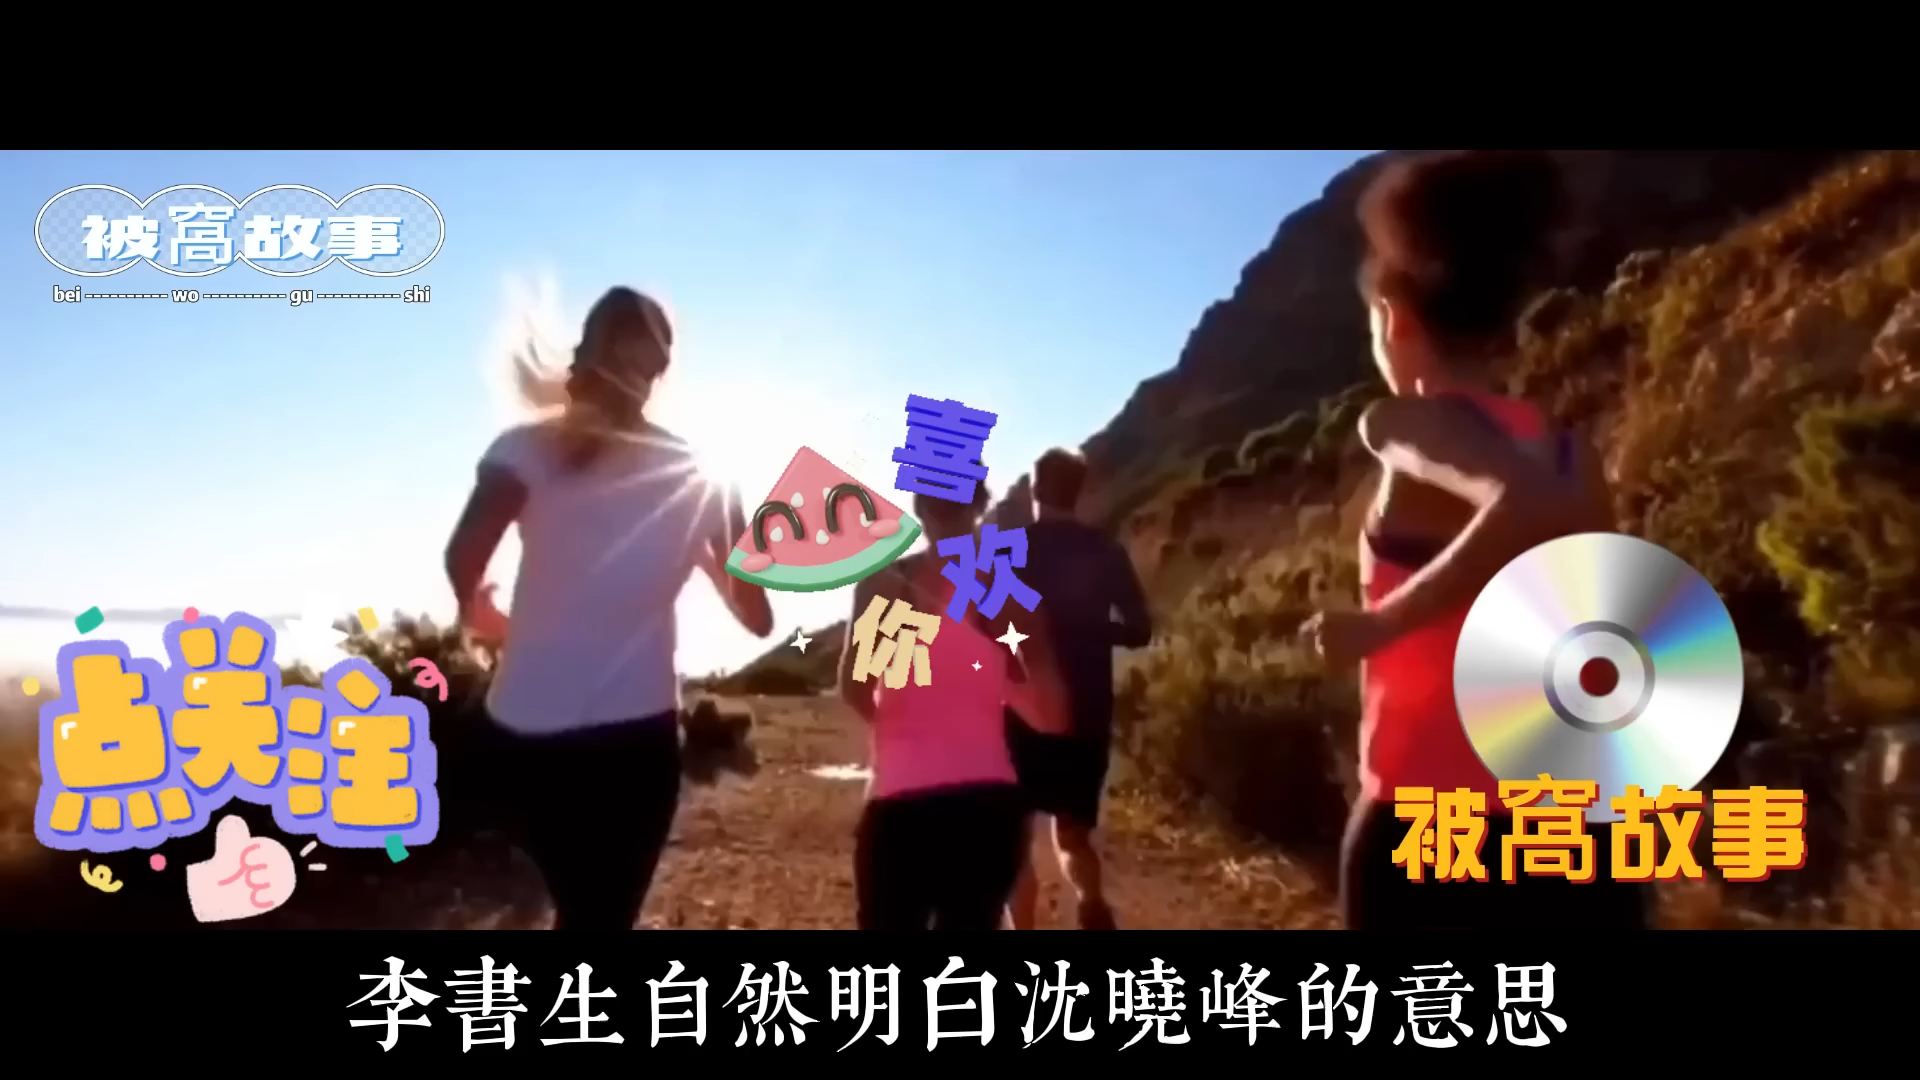 被窩故事
bei ---------- wo ---------- gu ---------- shi
喜
欢
你
点关注
被窩故事
李書生自然明白沈曉峰的意思